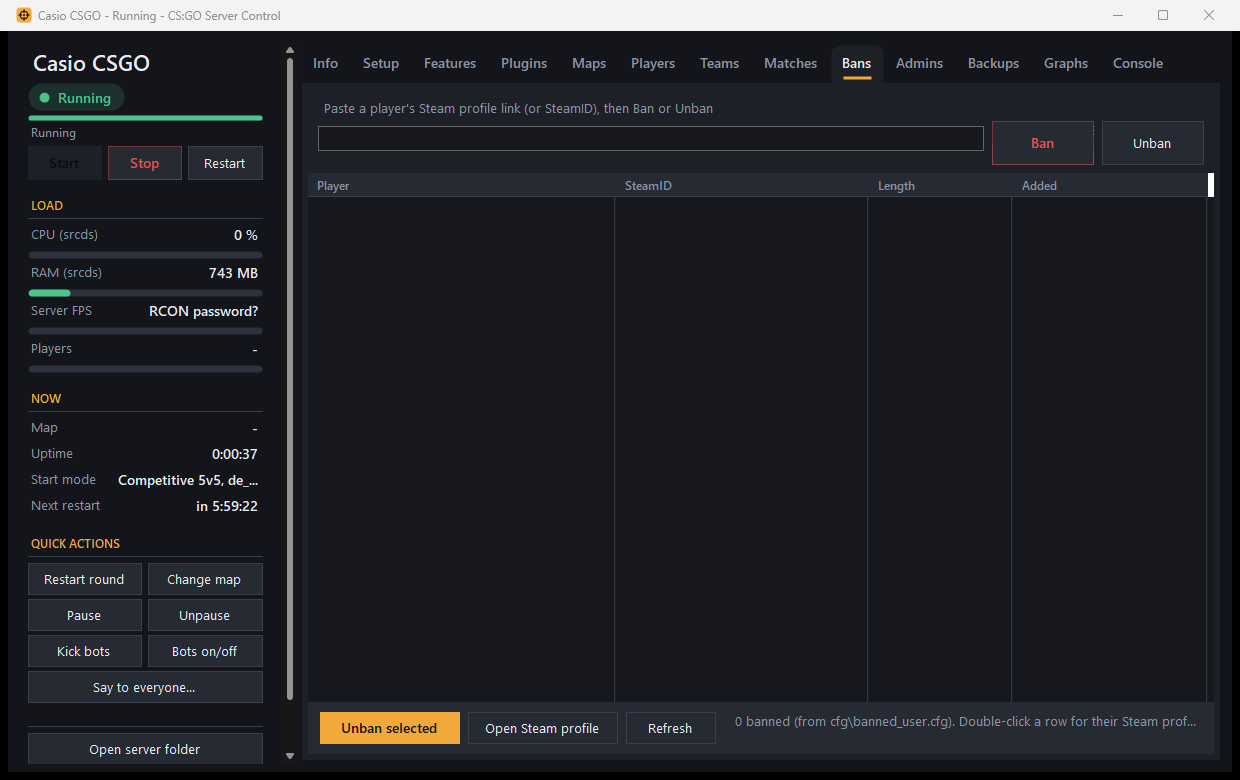 Casio CSGO - Running - CS:GO Server Control
Casio CSGO
Running
Running
Start Stop Restart
LOAD
CPU (srcds) 0 %
RAM (srcds) 743 MB
Server FPS RCON password?
Players -
NOW
Map -
Uptime 0:00:37
Start mode Competitive 5v5, de_...
Next restart in 5:59:22
QUICK ACTIONS
Restart round Change map
Pause Unpause
Kick bots Bots on/off
Say to everyone...
Open server folder
Info Setup Features Plugins Maps Players Teams Matches Bans Admins Backups Graphs Console
Paste a player's Steam profile link (or SteamID), then Ban or Unban
Ban Unban
Player SteamID Length Added
Unban selected Open Steam profile Refresh 0 banned (from cfg\banned_user.cfg). Double-click a row for their Steam prof...